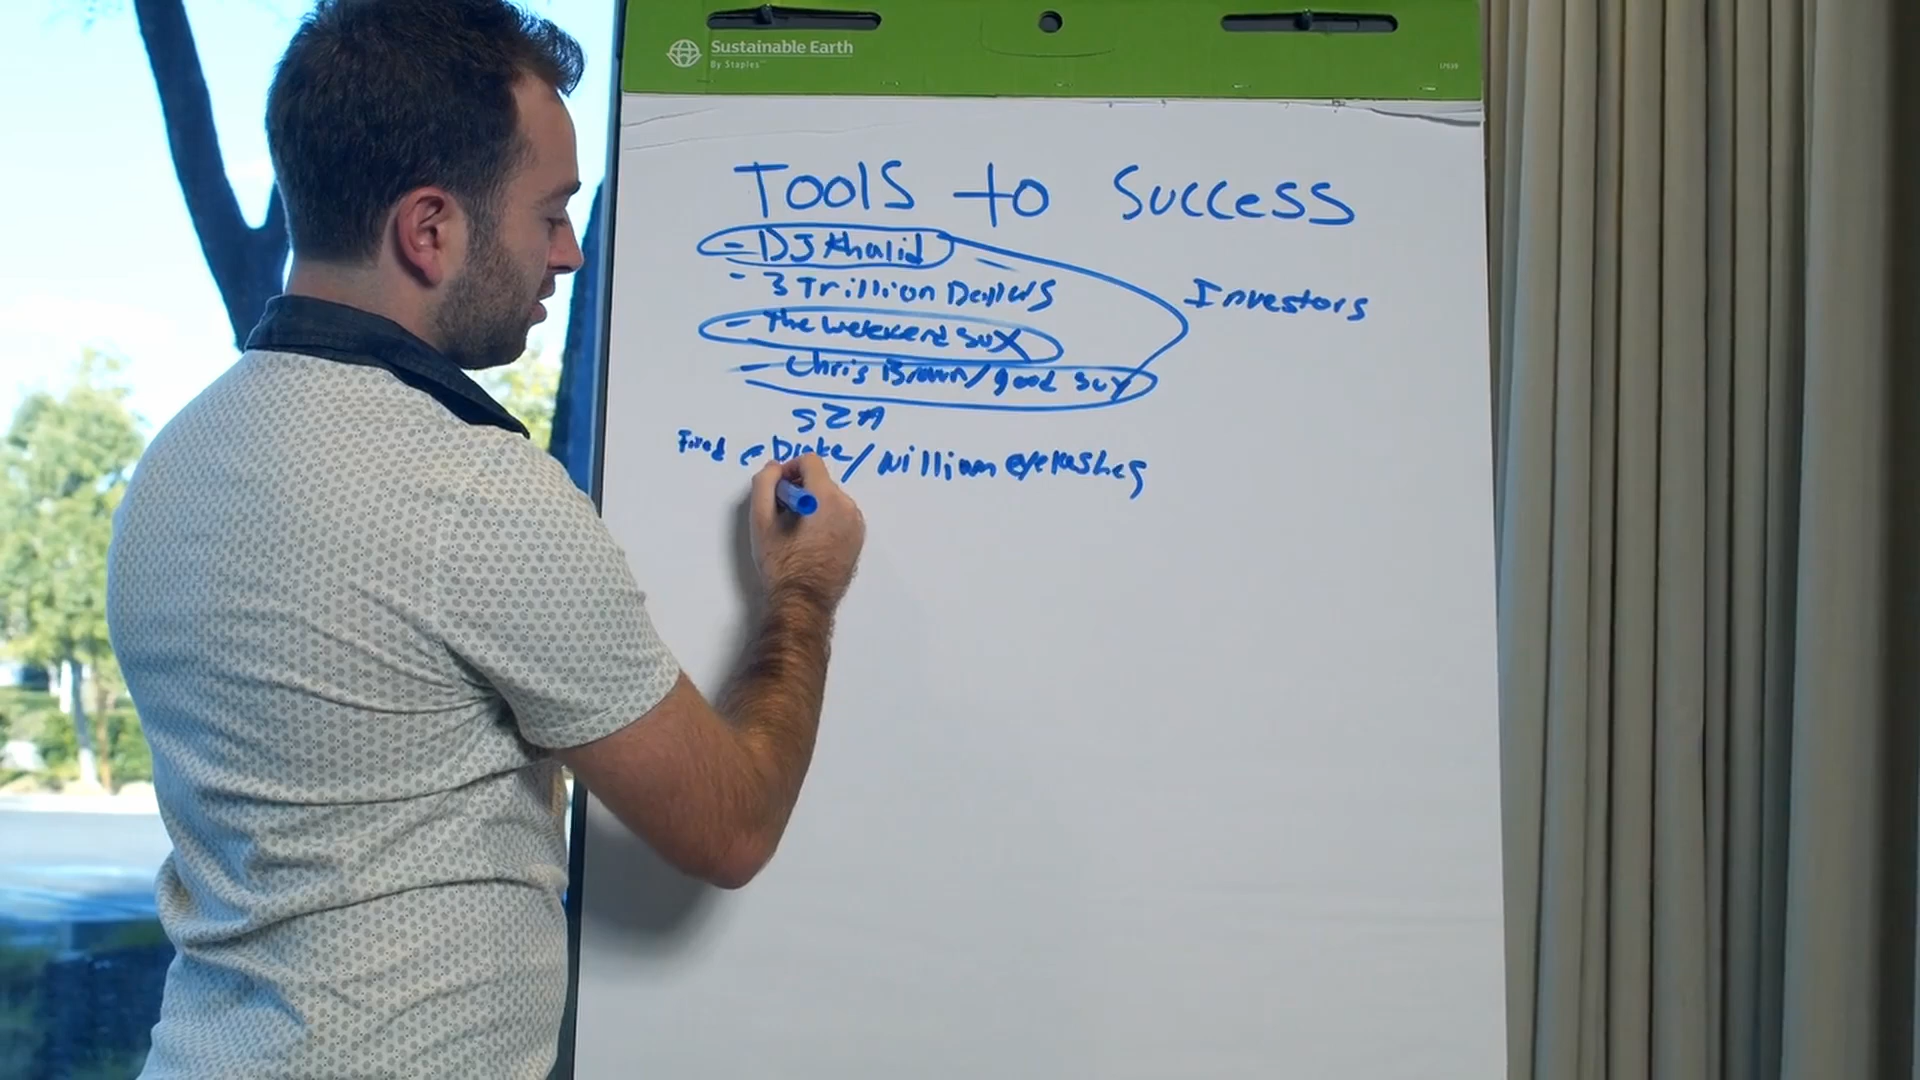 Sustainable Earth
By Staples
Tools to Success
- DJ Khalid
- 3 Trillion Dollers
Investors
- The weekend sux
- Chris Brown/good guy
SZA
Fired - Drake/ William eyelashes